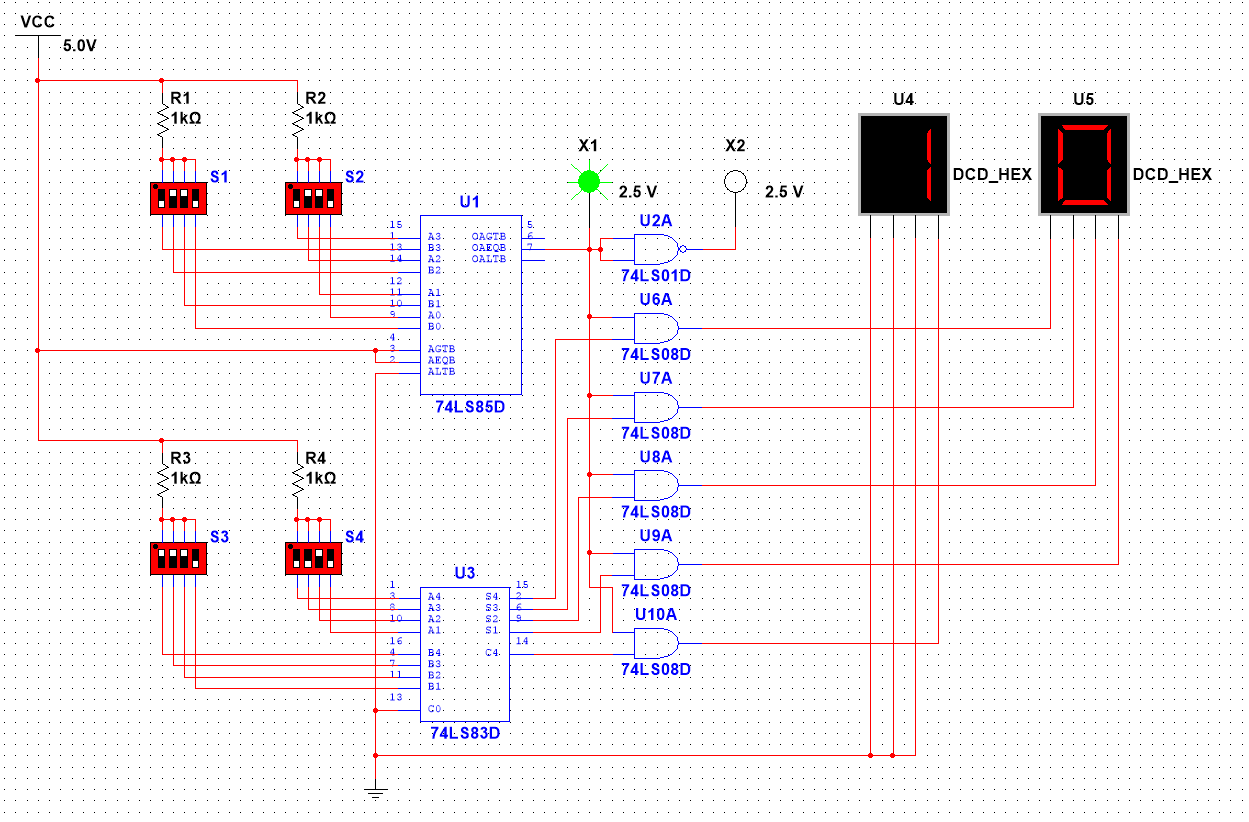 VCC
5.0V
R1
1kΩ
R2
1kΩ
S1
S2
X1
2.5 V
X2
2.5 V
U4
DCD_HEX
U5
DCD_HEX
U1
15
1
13
14
12
11
10
9
4
3
2
A3
B3
A2
B2
A1
B1
A0
B0
AGTB
AEQB
ALTB
OAGTB
OAEQB
OALTB
5
6
7
74LS85D
U2A
74LS01D
U6A
74LS08D
U7A
74LS08D
U8A
74LS08D
U9A
74LS08D
U10A
74LS08D
R3
1kΩ
R4
1kΩ
S3
S4
U3
1
3
8
10
16
4
7
11
13
A4
A3
A2
A1
B4
B3
B2
B1
C0
S4
S3
S2
S1
C4
15
2
6
9
14
74LS83D
1
0